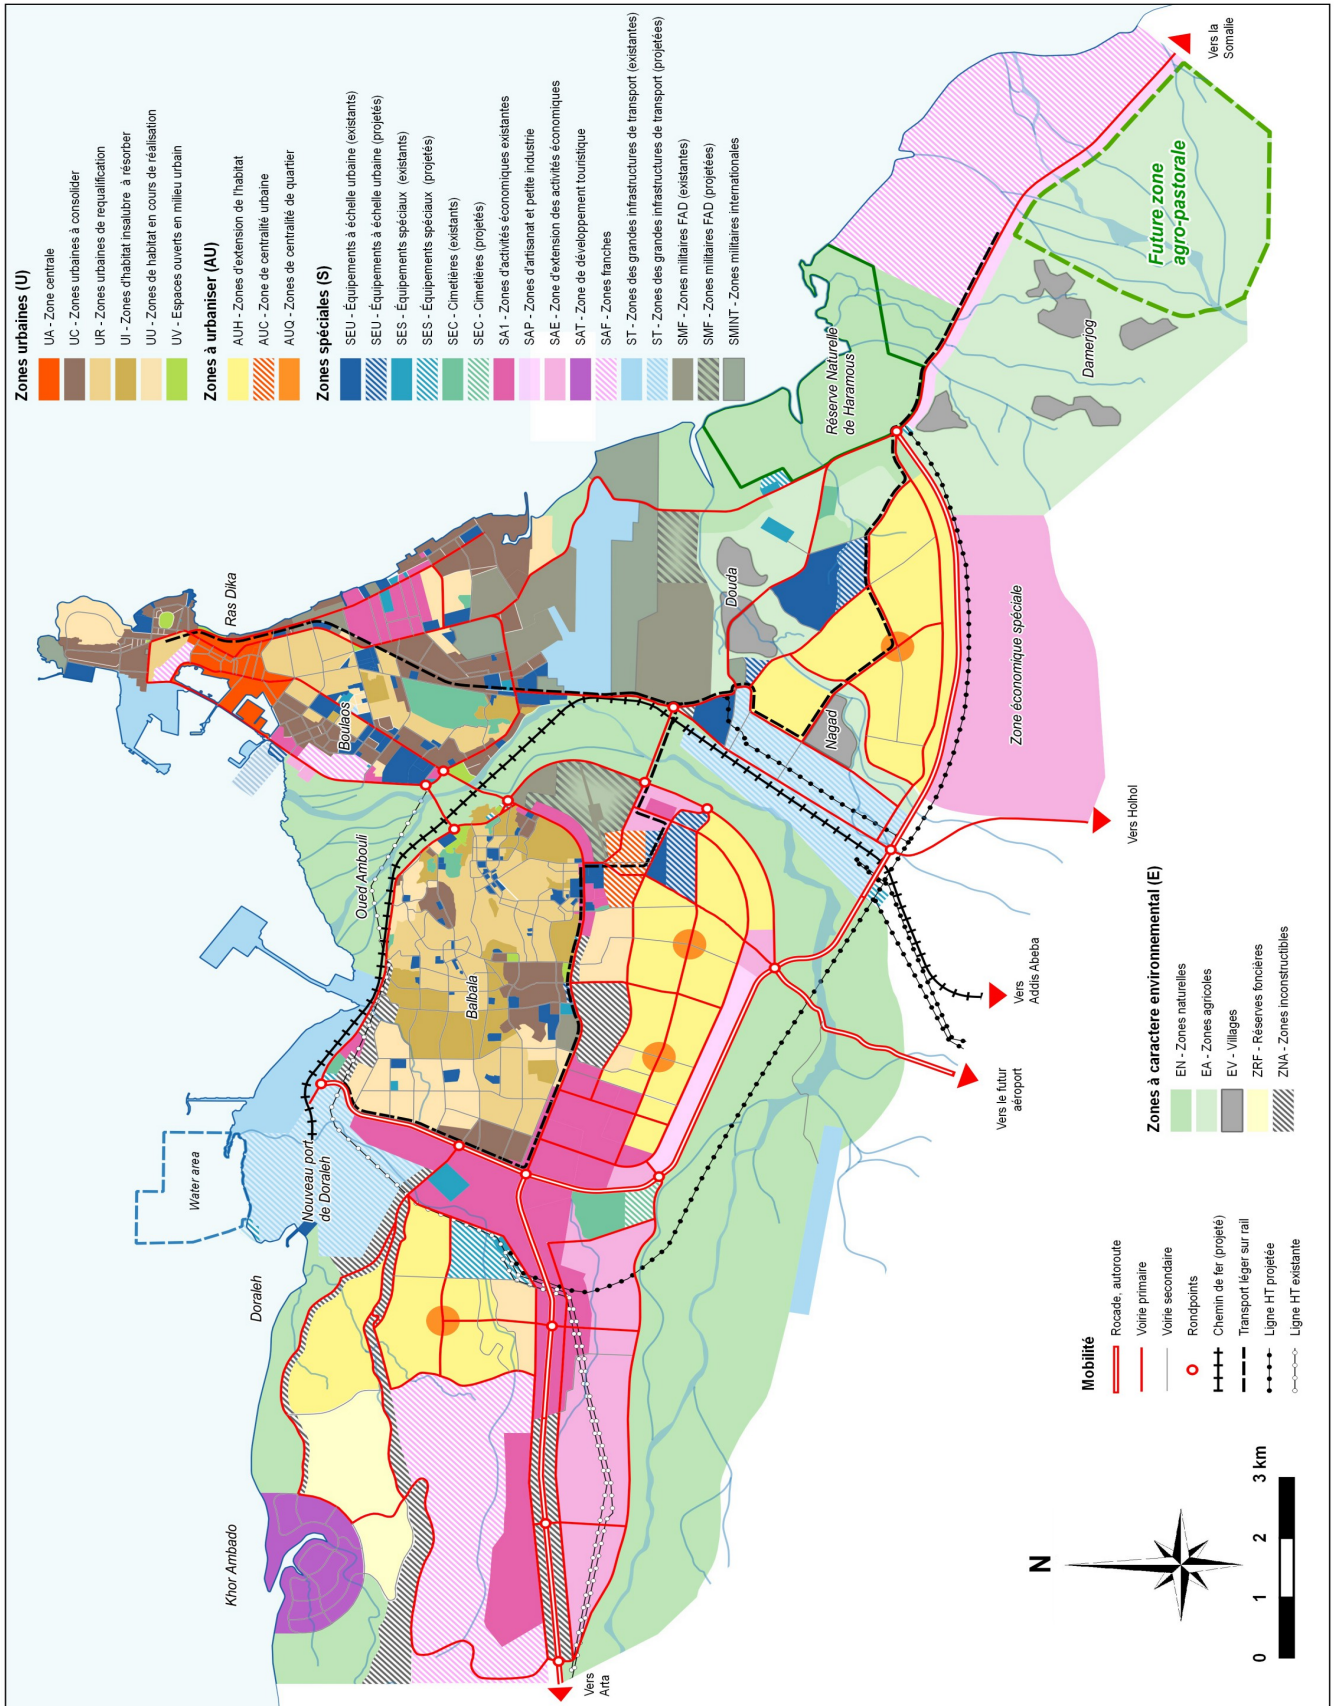 Zones urbaines (U)
UA - Zone centrale
UC - Zones urbaines à consolider
UR - Zones urbaines de requalification
UI - Zones d'habitat insalubre à résorber
UU - Zones de habitat en cours de réalisation
UV - Espaces ouverts en milieu urbain
Zones à urbaniser (AU)
AUH - Zones d'extension de l'habitat
AUC - Zone de centralité urbaine
AUQ - Zones de centralité de quartier
Zones spéciales (S)
SEU - Équipements à échelle urbaine (existants)
SEU - Équipements à échelle urbaine (projetés)
SES - Équipements spéciaux (existants)
SES - Équipements spéciaux (projetés)
SEC - Cimetières (existants)
SEC - Cimetières (projetés)
SA1 - Zones d'activités économiques existantes
SAP - Zones d'artisanat et petite industrie
SAE - Zone d'extension des activités économiques
SAT - Zone de développement touristique
SAF - Zones franches
ST - Zones des grandes infrastructures de transport (existantes)
ST - Zones des grandes infrastructures de transport (projetées)
SMF - Zones militaires FAD (existantes)
SMF - Zones militaires FAD (projetées)
SMINT - Zones militaires internationales
Khor Ambado
Doraleh
Water area
Nouveau port
de Doraleh
Oued Ambouli
Boulaos
Ras Dika
Balbala
Douda
Nagad
Réserve Naturelle
de Haramous
Zone économique spéciale
Damerjog
Future zone
agro-pastorale
Vers la
Somalie
Vers
Arta
Vers le futur
aéroport
Vers
Addis Abeba
Vers Holhol
N
0 1 2 3 km
Mobilité
Rocade, autoroute
Voirie primaire
Voirie secondaire
Rondpoints
Chemin de fer (projeté)
Transport léger sur rail
Ligne HT projetée
Ligne HT existante
Zones à caractere environnemental (E)
EN - Zones naturelles
EA - Zones agricoles
EV - Villages
ZRF - Réserves foncières
ZNA - Zones inconstructibles